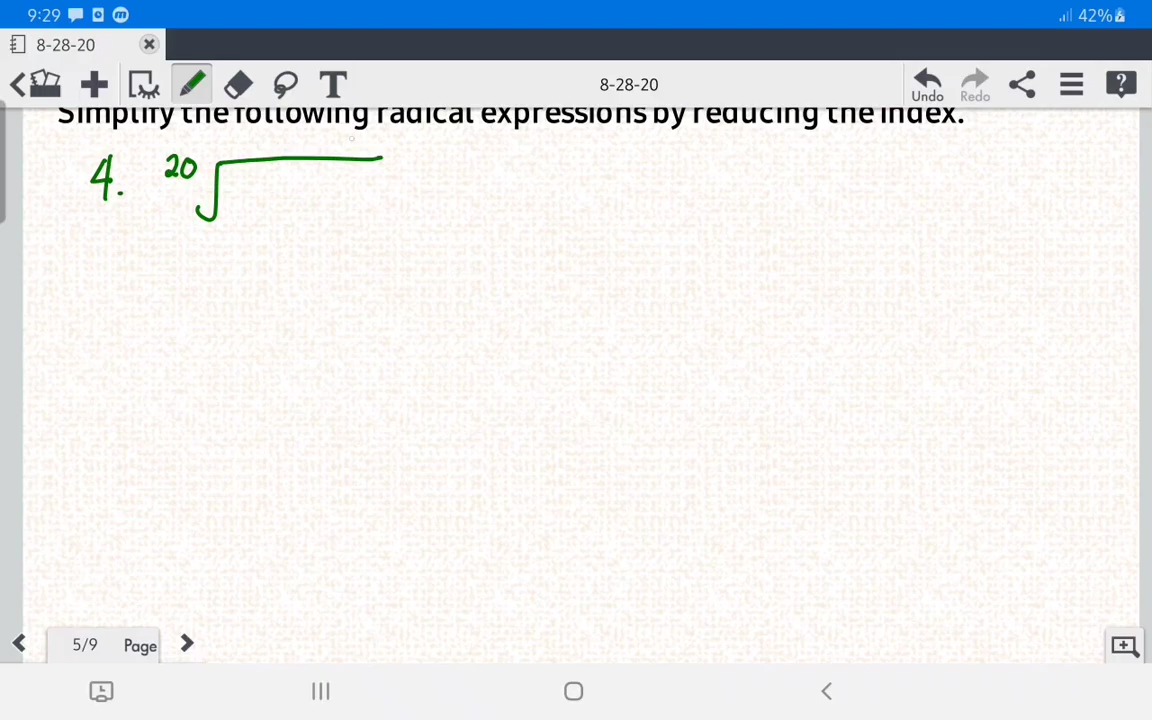 9:29 42%
8-28-20
8-28-20 Undo Redo
Simplify the following radical expressions by reducing the index.
4. 20√
5/9 Page